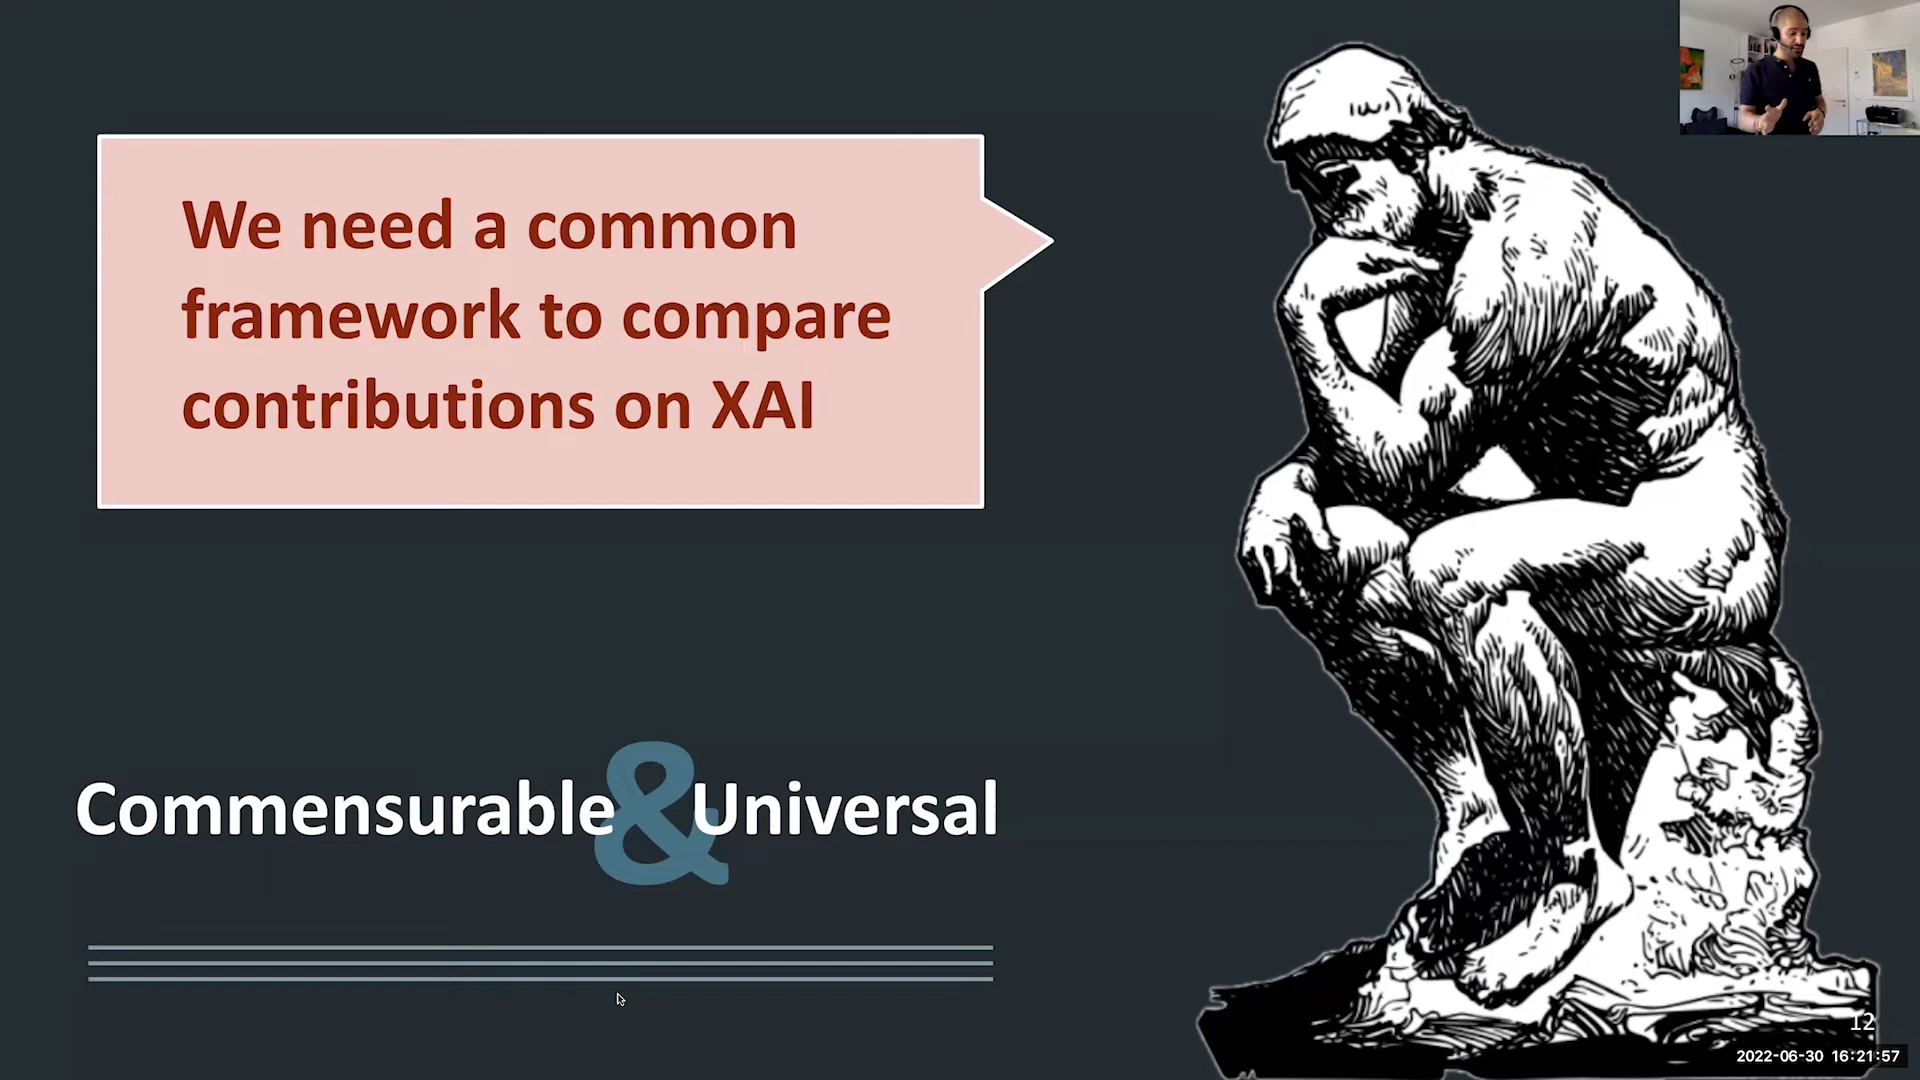 We need a common
framework to compare
contributions on XAI
Commensurable & Universal
12
2022-06-30 16:21:57